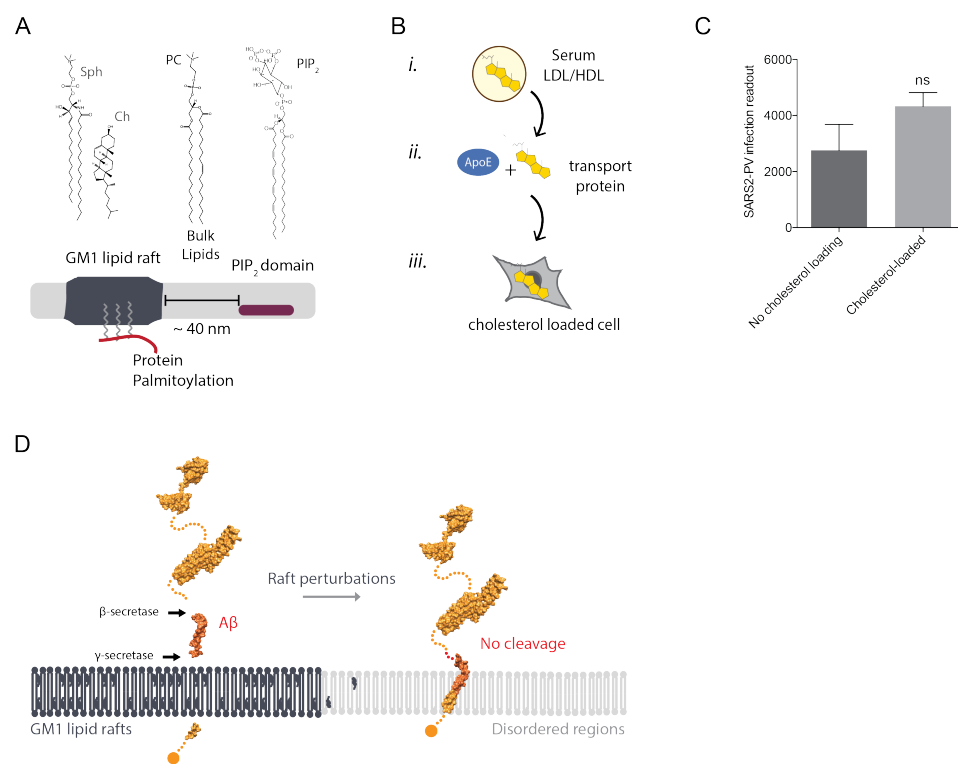 A
Sph
Ch
PC
PIP2
Bulk
Lipids
GM1 lipid raft
PIP2 domain
~ 40 nm
Protein
Palmitoylation
B
i.
Serum
LDL/HDL
ii.
ApoE
+
transport
protein
iii.
cholesterol loaded cell
C
SARS2-PV infection readout
6000
4000
2000
0
ns
No cholesterol loading
Cholesterol-loaded
D
Raft perturbations
β-secretase
Aβ
γ-secretase
No cleavage
GM1 lipid rafts
Disordered regions